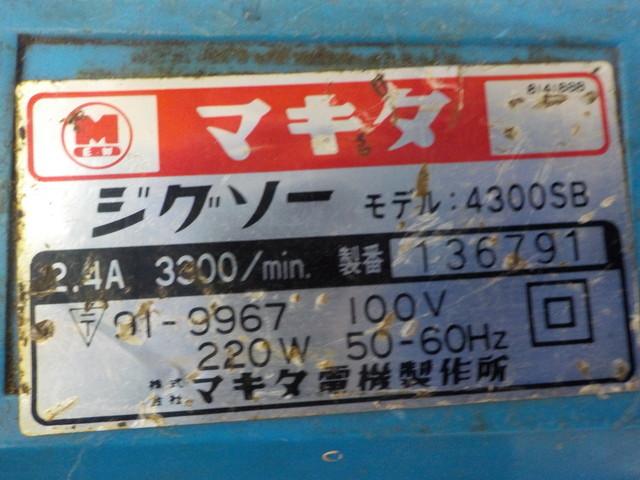 M
E.W
マキタ
8141888
ジグソー モデル:4300SB
2.4A 3300/min. 製番 136791
〒 91-9967 100V
220W 50-60Hz
株式会社 マキタ電機製作所